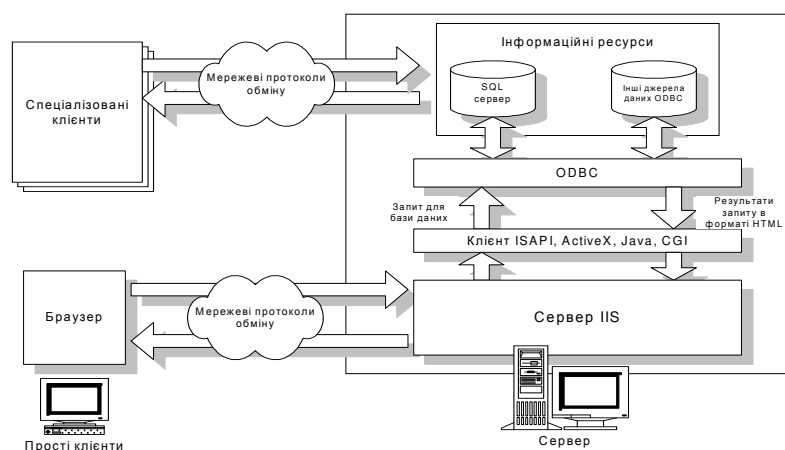 Інформаційні ресурси
Мережеві протоколи
обміну
SQL
сервер
Інші джерела
даних ODBC
Спеціалізовані
клієнти
ODBC
Запит для
бази даних
Результати
запиту в
форматі HTML
Клієнт ISAPI, ActiveX, Java, CGI
Браузер
Мережеві протоколи
обміну
Сервер IIS
Прості клієнти
Сервер